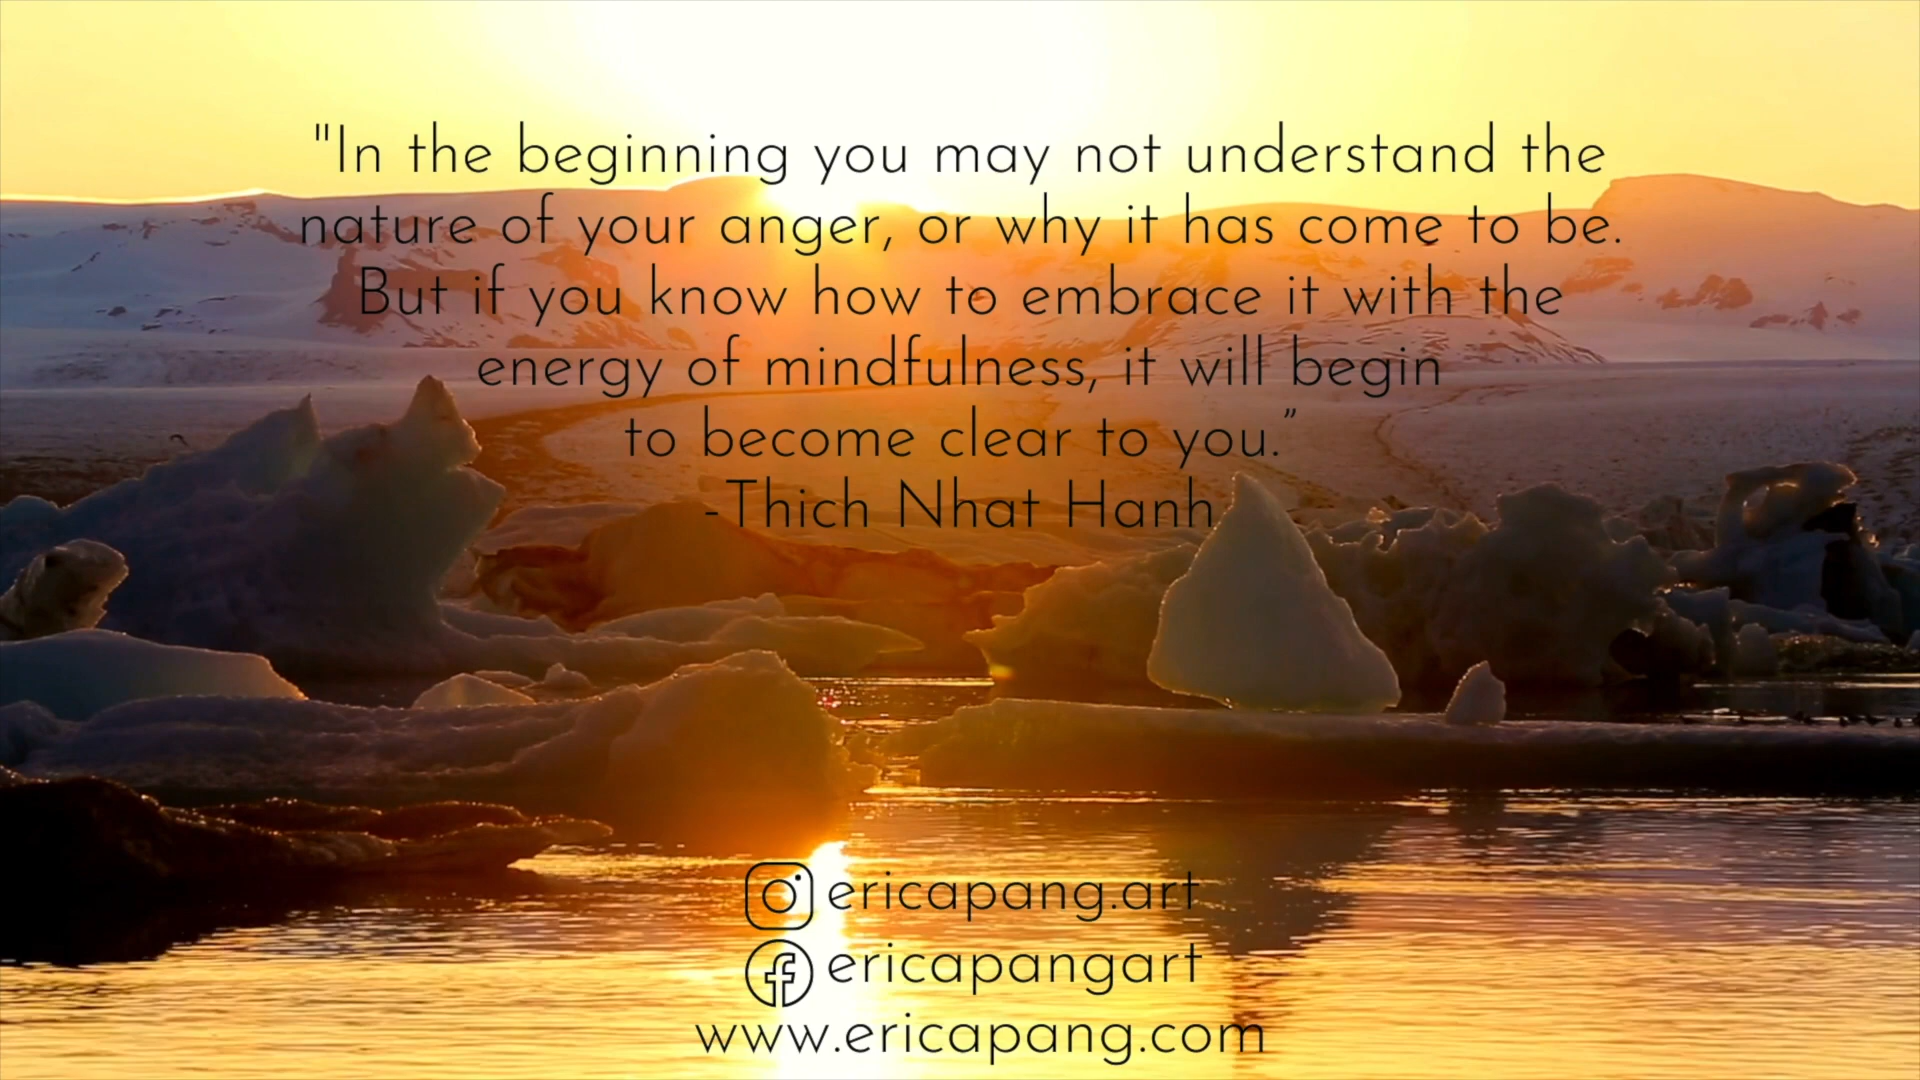 "In the beginning you may not understand the
nature of your anger, or why it has come to be.
But if you know how to embrace it with the
energy of mindfulness, it will begin
to become clear to you.”
-Thich Nhat Hanh
ericapang.art
ericapangart
www.ericapang.com